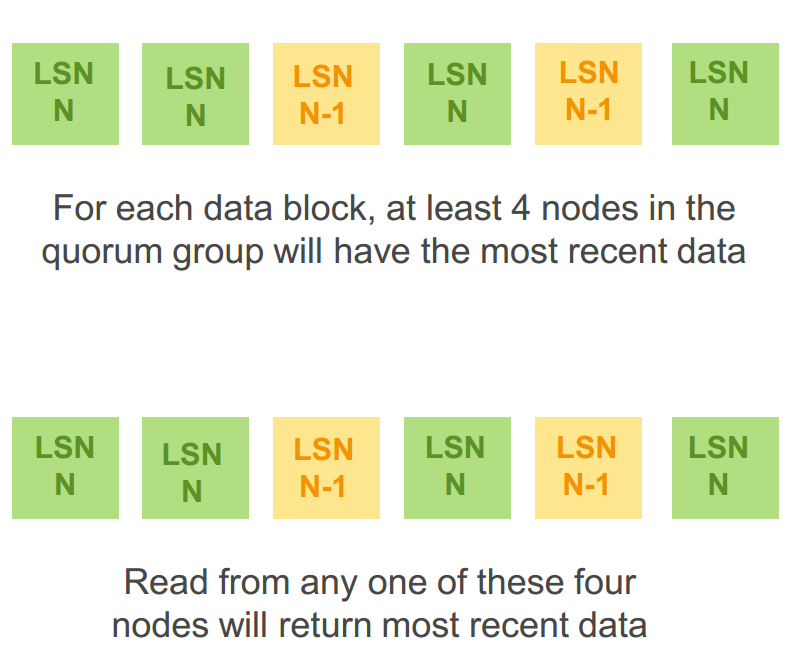 LSN
N
LSN
N
LSN
N-1
LSN
N
LSN
N-1
LSN
N
For each data block, at least 4 nodes in the
quorum group will have the most recent data
LSN
N
LSN
N
LSN
N-1
LSN
N
LSN
N-1
LSN
N
Read from any one of these four
nodes will return most recent data